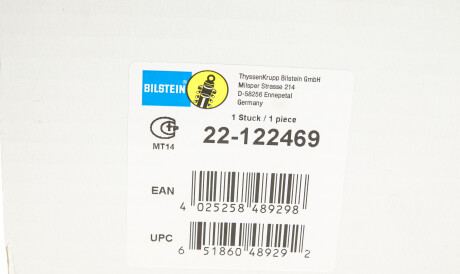 BILSTEIN
ThyssenKrupp Bilstein GmbH
Milsper Strasse 214
D-58256 Ennepetal
Germany
1 Stuck / 1 piece
22-122469
MT14
EAN
4 025258 489298
UPC
6 51860 48929 2